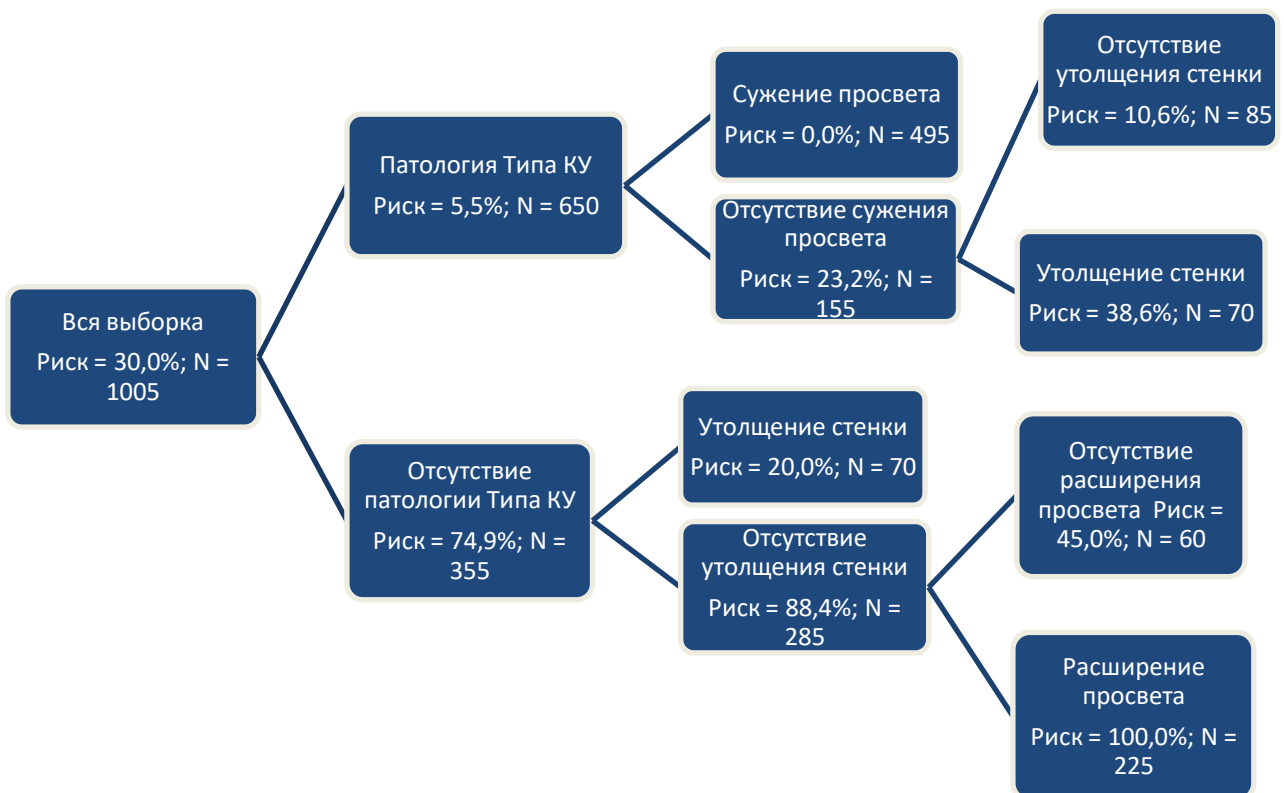 Вся выборка
Риск = 30,0%; N =
1005
Патология Типа КУ
Риск = 5,5%; N = 650
Сужение просвета
Риск = 0,0%; N = 495
Отсутствие сужения
просвета
Риск = 23,2%; N =
155
Отсутствие
утолщения стенки
Риск = 10,6%; N = 85
Утолщение стенки
Риск = 38,6%; N = 70
Отсутствие
патологии Типа КУ
Риск = 74,9%; N =
355
Утолщение стенки
Риск = 20,0%; N = 70
Отсутствие
утолщения стенки
Риск = 88,4%; N =
285
Отсутствие
расширения
просвета Риск =
45,0%; N = 60
Расширение
просвета
Риск = 100,0%; N =
225